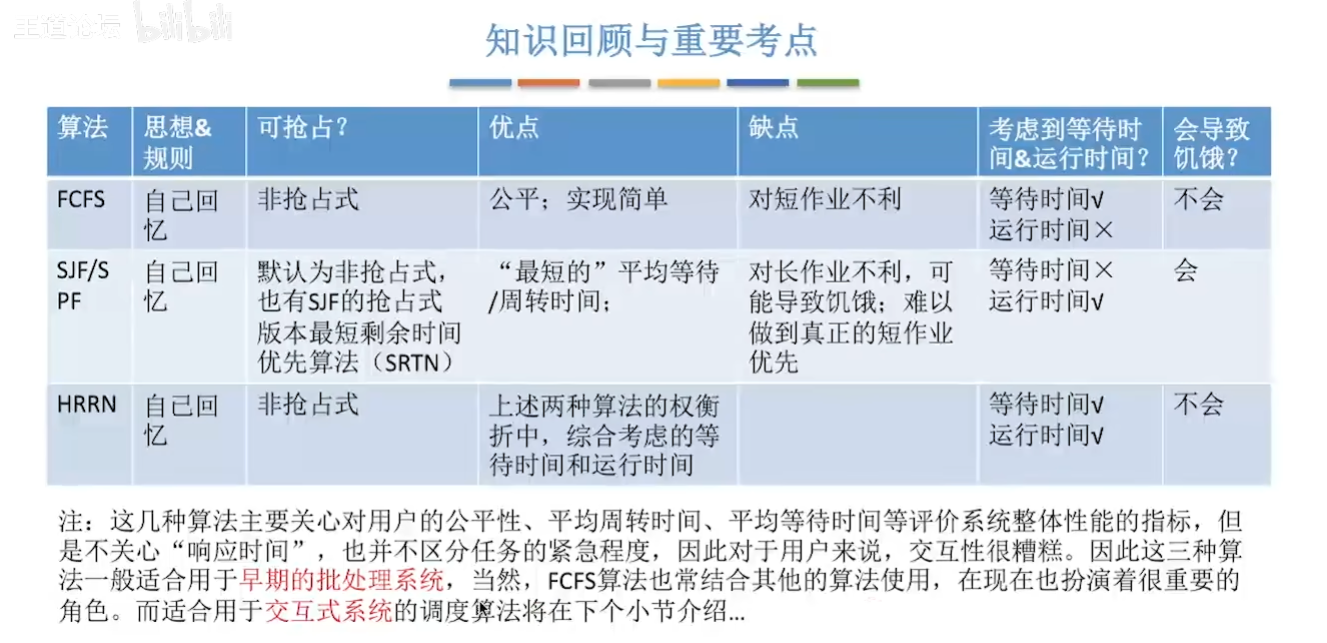 王道论坛 bilibili
知识回顾与重要考点
算法
思想&
规则
可抢占？
优点
缺点
考虑到等待时
间&运行时间？
会导致
饥饿？
FCFS
自己回
忆
非抢占式
公平；实现简单
对短作业不利
等待时间√
运行时间×
不会
SJF/S
PF
自己回
忆
默认为非抢占式，
也有SJF的抢占式
版本最短剩余时间
优先算法（SRTN）
“最短的”平均等待
/周转时间；
对长作业不利，可
能导致饥饿；难以
做到真正的短作业
优先
等待时间×
运行时间√
会
HRRN
自己回
忆
非抢占式
上述两种算法的权衡
折中，综合考虑的等
待时间和运行时间
等待时间√
运行时间√
不会
注：这几种算法主要关心对用户的公平性、平均周转时间、平均等待时间等评价系统整体性能的指标，但
是不关心“响应时间”，也并不区分任务的紧急程度，因此对于用户来说，交互性很糟糕。因此这三种算
法一般适合用于早期的批处理系统，当然，FCFS算法也常结合其他的算法使用，在现在也扮演着很重要的
角色。而适合用于交互式系统的调度算法将在下个小节介绍...